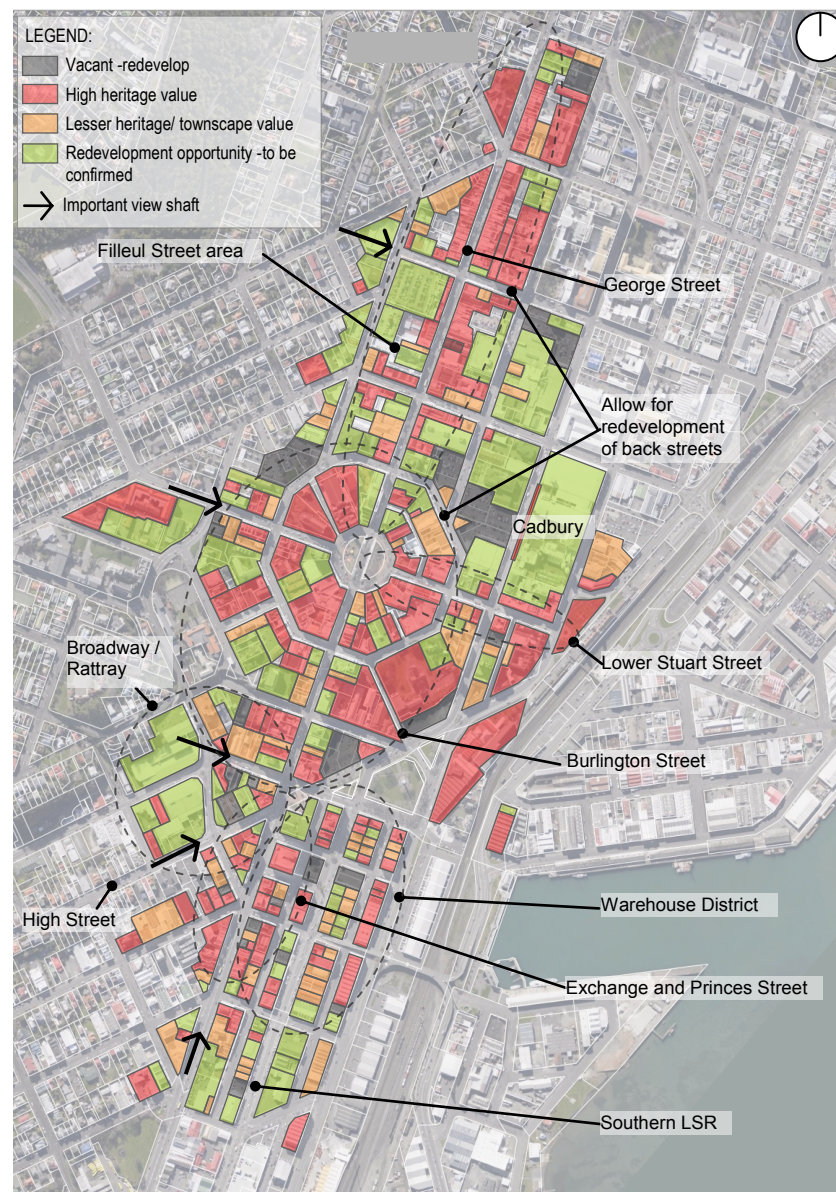 LEGEND:
Vacant -redevelop
High heritage value
Lesser heritage/ townscape value
Redevelopment opportunity -to be
confirmed
Important view shaft
Filleul Street area
George Street
Allow for
redevelopment
of back streets
Cadbury
Broadway /
Rattray
Lower Stuart Street
Burlington Street
High Street
Warehouse District
Exchange and Princes Street
Southern LSR